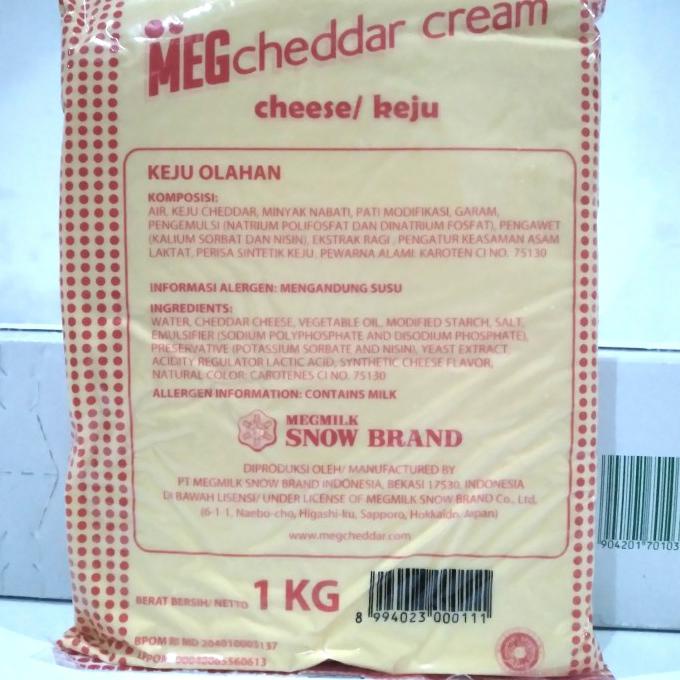 MEGcheddar cream
cheese/ keju
KEJU OLAHAN
KOMPOSISI:
AIR, KEJU CHEDDAR, MINYAK NABATI, PATI MODIFIKASI, GARAM,
PENGEMULSI (NATRIUM POLIFOSFAT DAN DINATRIUM FOSFAT), PENGAWET
(KALIUM SORBAT DAN NISIN), EKSTRAK RAGI , PENGATUR KEASAMAN ASAM
LAKTAT, PERISA SINTETIK KEJU, PEWARNA ALAMI: KAROTEN CI NO. 75130
INFORMASI ALERGEN: MENGANDUNG SUSU
INGREDIENTS:
WATER, CHEDDAR CHEESE, VEGETABLE OIL, MODIFIED STARCH, SALT,
EMULSIFIER (SODIUM POLYPHOSPHATE AND DISODIUM PHOSPHATE),
PRESERVATIVE (POTASSIUM SORBATE AND NISIN), YEAST EXTRACT,
ACIDITY REGULATOR LACTIC ACID, SYNTHETIC CHEESE FLAVOR,
NATURAL COLOR: CAROTENES CI NO. 75130
ALLERGEN INFORMATION: CONTAINS MILK
MEGMILK
SNOW BRAND
DIPRODUKSI OLEH/ MANUFACTURED BY
PT MEGMILK SNOW BRAND INDONESIA, BEKASI 17530, INDONESIA
DI BAWAH LISENSI/ UNDER LICENSE OF MEGMILK SNOW BRAND Co., Ltd,
(6-1-1, Naebo-cho, Higashi-ku, Sapporo, Hokkaido, Japan)
www.megcheddar.com
BERAT BERSIH/ NETTO 1 KG
8 994023 000111
904201 70103
BPOM RI MD
LPPOM